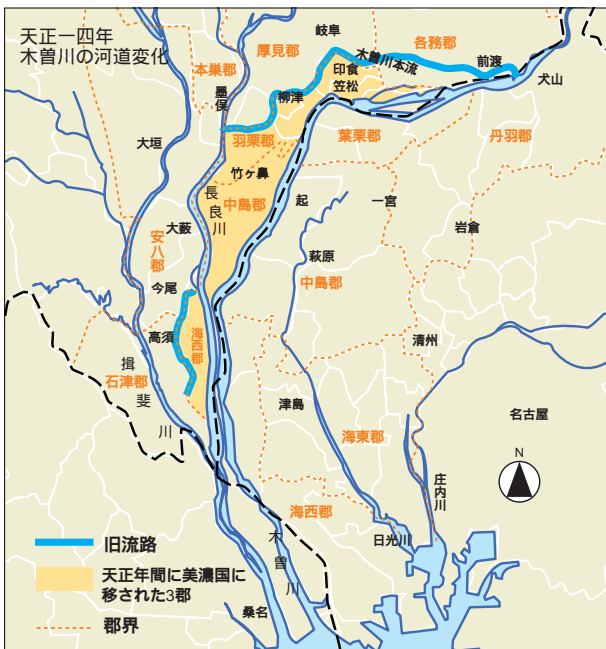 天正一四年
木曽川の河道変化
岐阜
各務郡
厚見郡
木曽川本流
前渡
犬山
本巣郡
印食
笠松
柳津
墨俣
大垣
羽栗郡
葉栗郡
丹羽郡
竹ヶ鼻
中島郡
長良川
起
一宮
岩倉
大薮
安八郡
萩原
中島郡
今尾
高須
海西郡
清州
揖斐川
石津郡
津島
名古屋
海東郡
N
庄内川
海西郡
日光川
木曽川
桑名
旧流路
天正年間に美濃国に
移された3郡
郡界